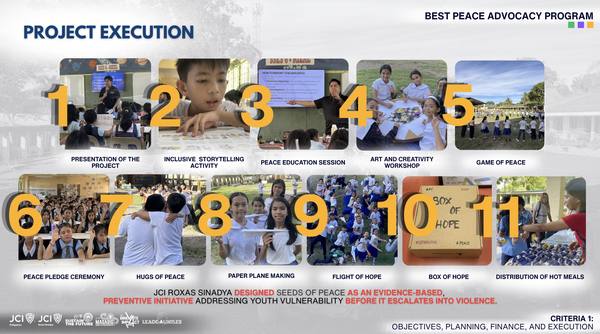 BEST PEACE ADVOCACY PROGRAM
PROJECT EXECUTION
1
2
3
4
5
PRESENTATION OF THE
PROJECT
INCLUSIVE STORYTELLING
ACTIVITY
PEACE EDUCATION SESSION
ART AND CREATIVITY
WORKSHOP
GAME OF PEACE
6
7
8
9
10
11
BOX
OF
HOPE
PEACE PLEDGE CEREMONY
HUGS OF PEACE
PAPER PLANE MAKING
FLIGHT OF HOPE
BOX OF HOPE
DISTRIBUTION OF HOT MEALS
JCI ROXAS SINADYA DESIGNED SEEDS OF PEACE AS AN EVIDENCE-BASED,
PREVENTIVE INITIATIVE ADDRESSING YOUTH VULNERABILITY BEFORE IT ESCALATES INTO VIOLENCE.
JCI
JCI
CRITERIA 1:
OBJECTIVES, PLANNING, FINANCE, AND EXECUTION